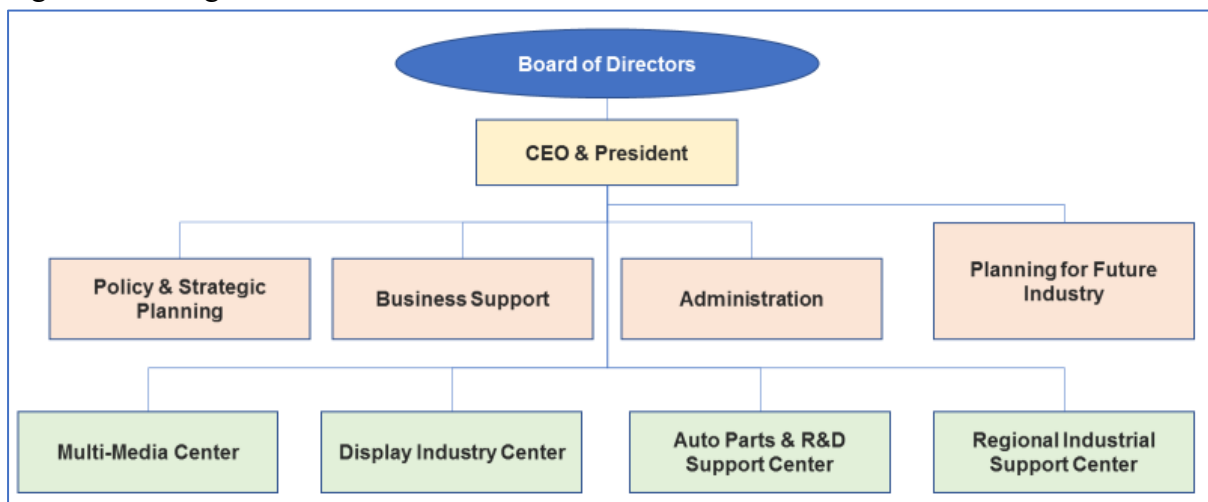 Board of Directors
CEO & President
Policy & Strategic
Planning
Business Support
Administration
Planning for Future
Industry
Multi-Media Center
Display Industry Center
Auto Parts & R&D
Support Center
Regional Industrial
Support Center